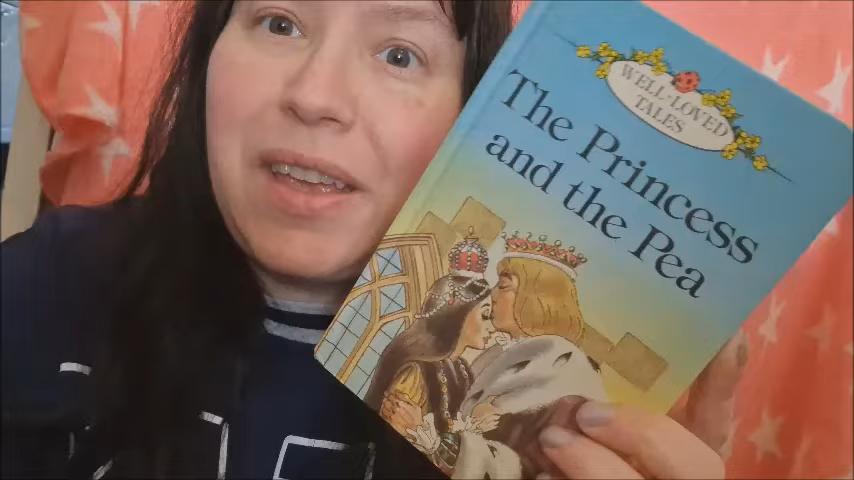 WELL-LOVED
TALES
The Princess
and the Pea